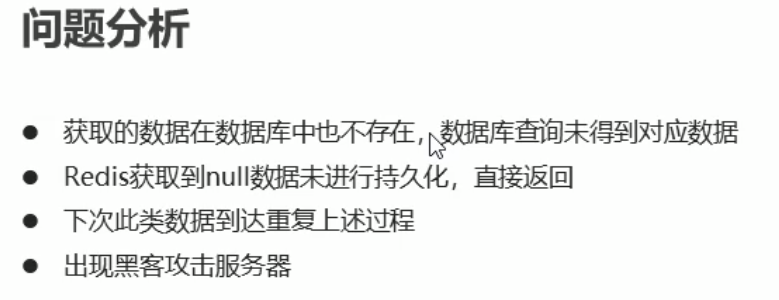 问题分析
● 获取的数据在数据库中也不存在，数据库查询未得到对应数据
● Redis获取到null数据未进行持久化，直接返回
● 下次此类数据到达重复上述过程
● 出现黑客攻击服务器